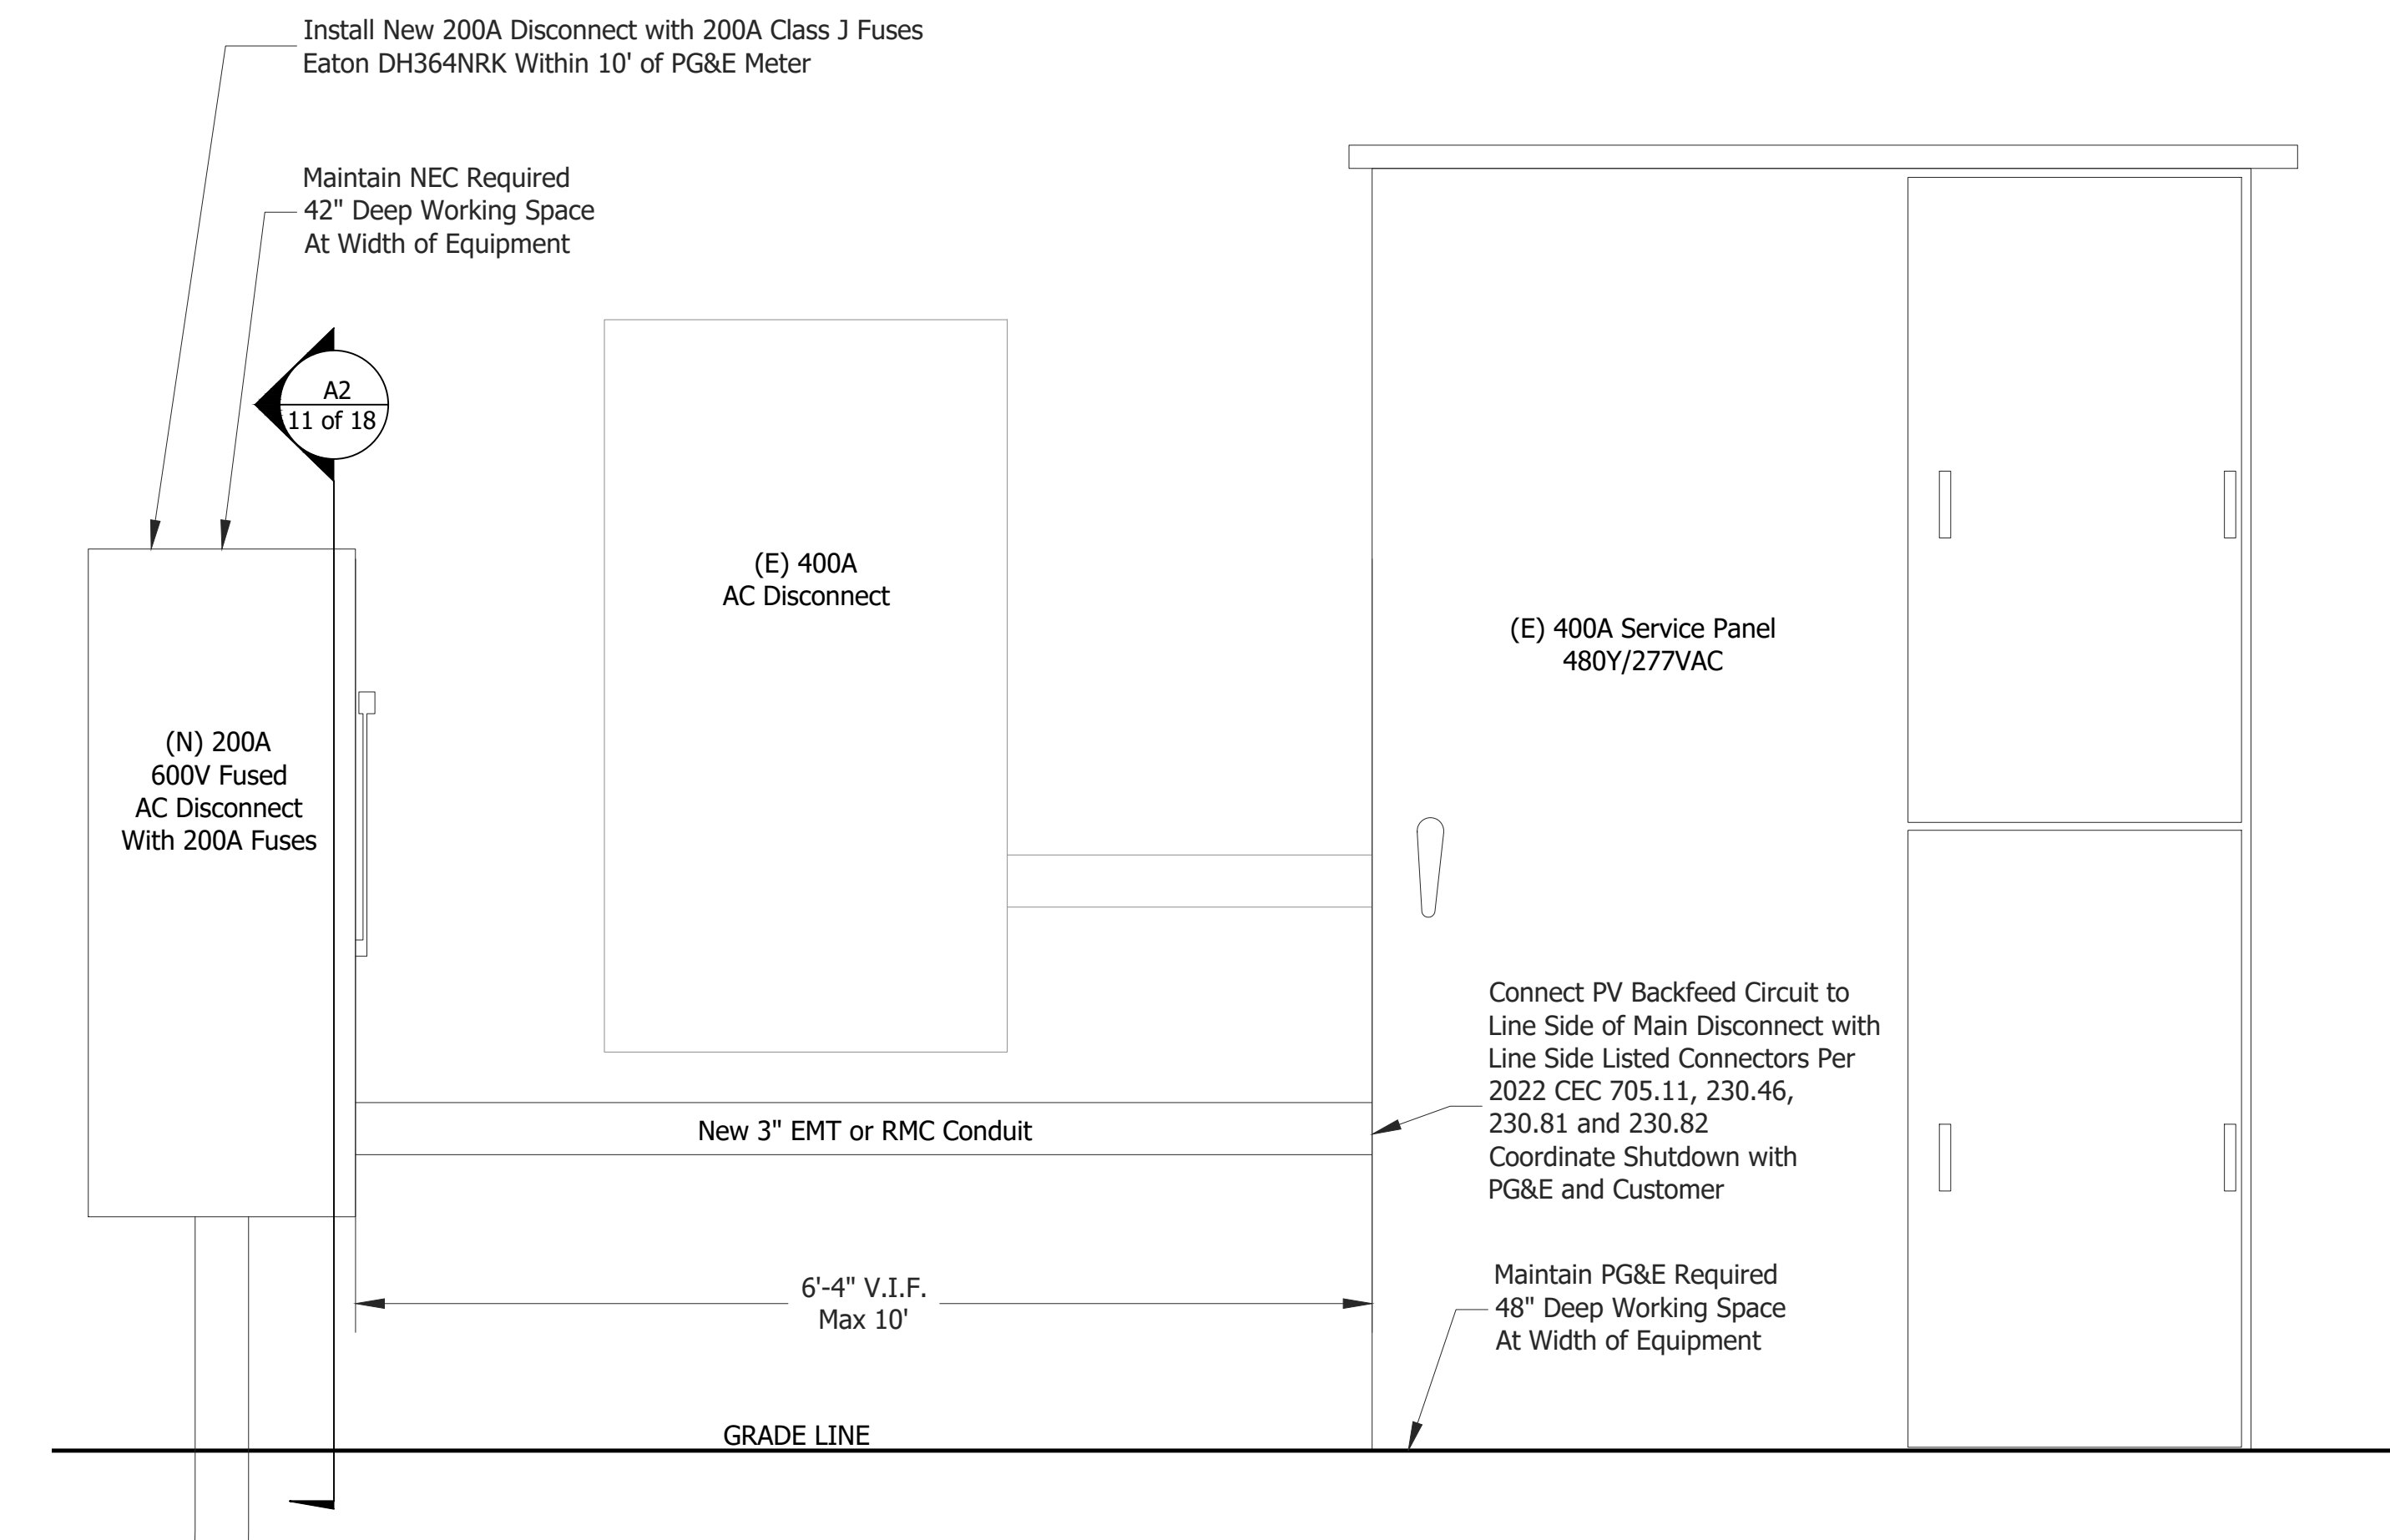 Install New 200A Disconnect with 200A Class J Fuses
Eaton DH364NRK Within 10' of PG&E Meter
Maintain NEC Required
42" Deep Working Space
At Width of Equipment
A2
11 of 18
(E) 400A
AC Disconnect
(E) 400A Service Panel
480Y/277VAC
(N) 200A
600V Fused
AC Disconnect
With 200A Fuses
Connect PV Backfeed Circuit to
Line Side of Main Disconnect with
Line Side Listed Connectors Per
2022 CEC 705.11, 230.46,
230.81 and 230.82
Coordinate Shutdown with
PG&E and Customer
New 3" EMT or RMC Conduit
6'-4" V.I.F.
Max 10'
Maintain PG&E Required
48" Deep Working Space
At Width of Equipment
GRADE LINE